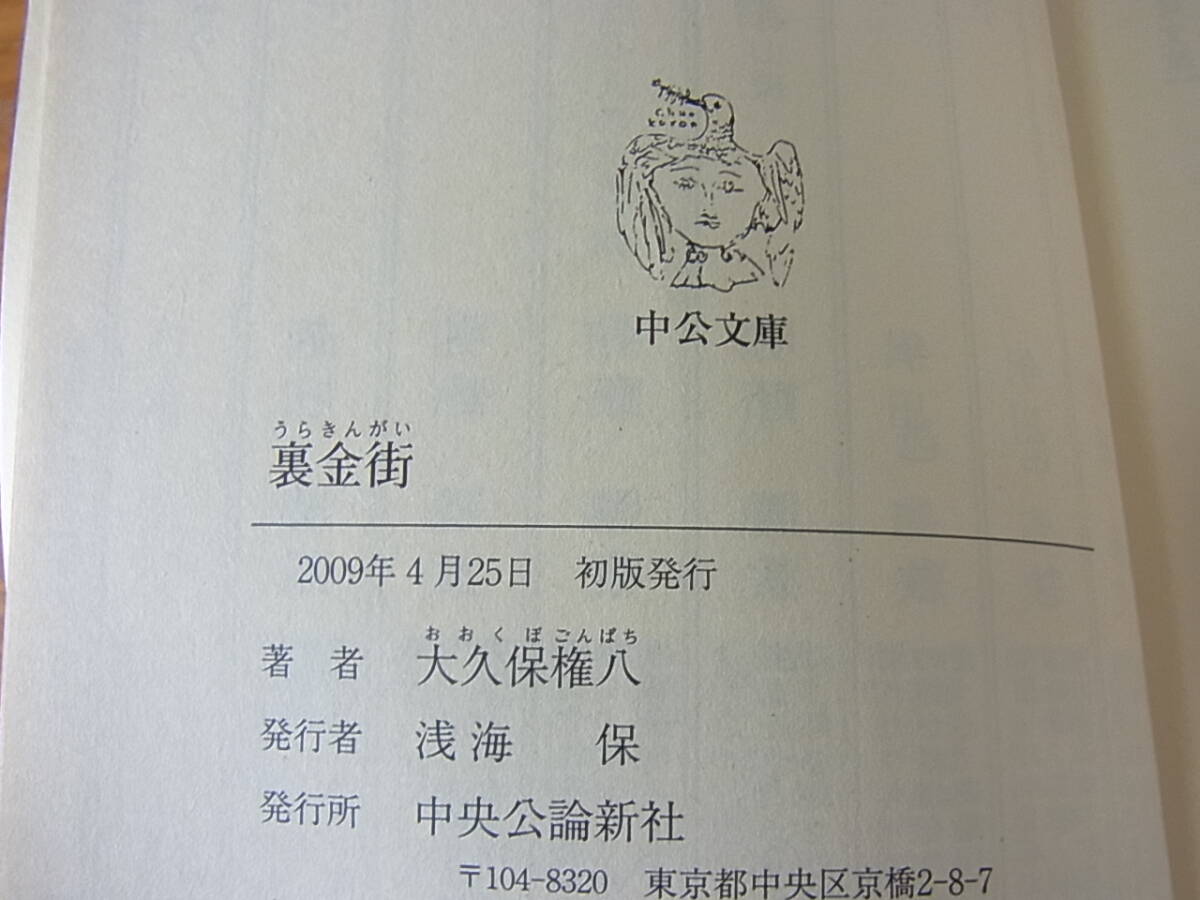 Chuo
Koron
中公文庫
うらきんがい
裏金街
2009年4月25日 初版発行
おおくぼごんぱち
著者 大久保権八
発行者 浅海 保
発行所 中央公論新社
〒104-8320 東京都中央区京橋2-8-7